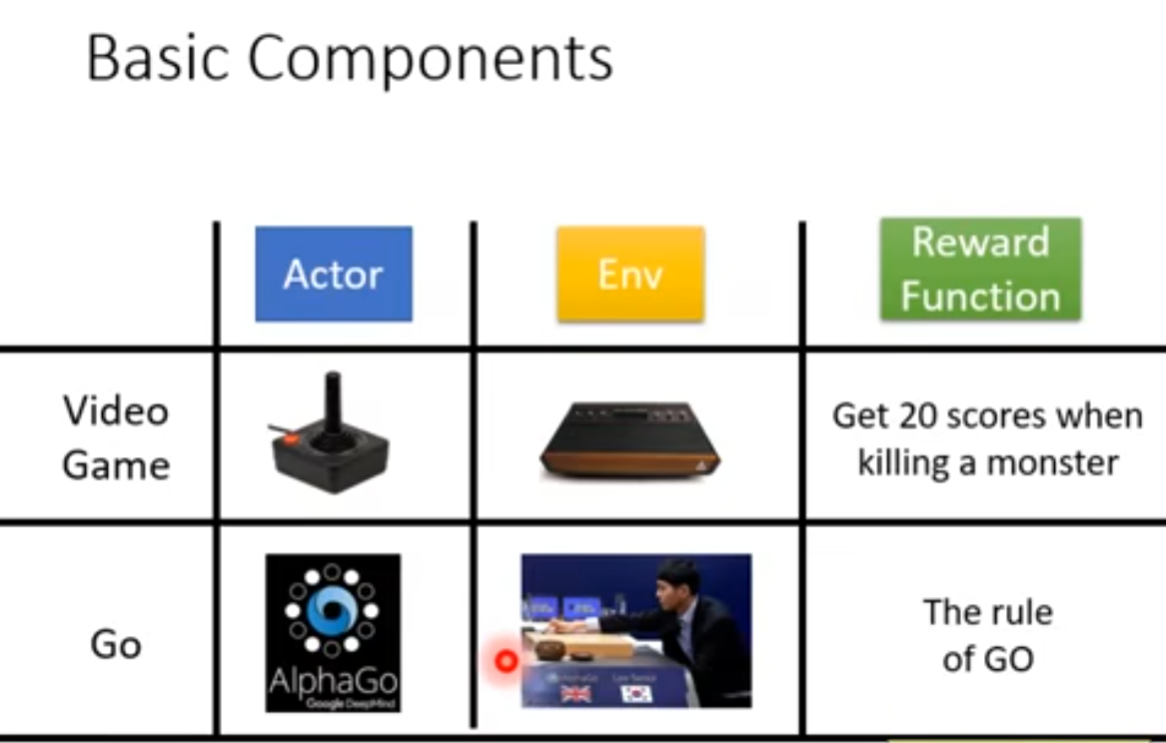 Basic Components
Actor
Env
Reward
Function
Video
Game
Get 20 scores when
killing a monster
Go
AlphaGo
Google DeepMind
AlphaGo
Lee Sedol
The rule
of GO